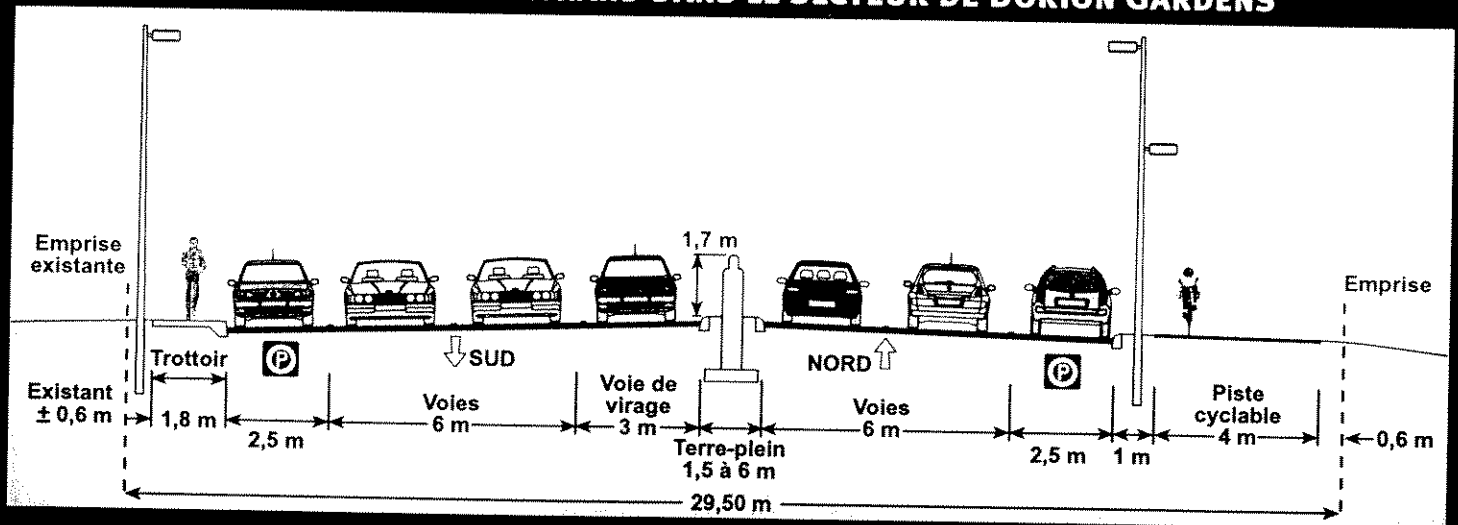 DANS LE SECTEUR DE DORION GARDENS
1,7 m
Emprise
existante
Emprise
P
SUD
NORD
P
Trottoir
Existant
± 0,6 m
1,8 m
2,5 m
Voies
6 m
Voie de
virage
3 m
Terre-plein
1,5 à 6 m
Voies
6 m
2,5 m
1 m
Piste
cyclable
4 m
0,6 m
29,50 m